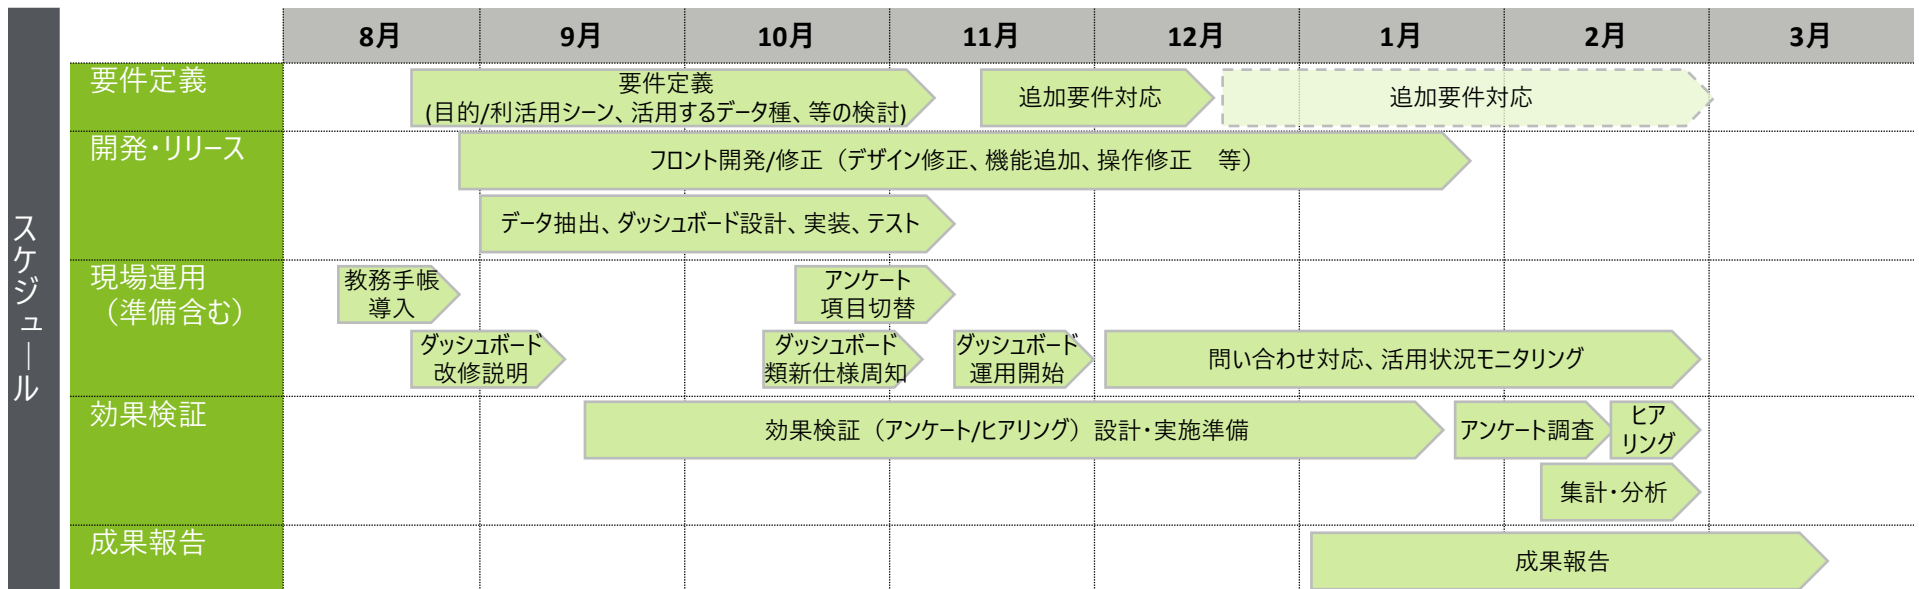 スケジュール
8月 9月 10月 11月 12月 1月 2月 3月
要件定義
要件定義
(目的/利活用シーン、活用するデータ種、等の検討)
追加要件対応
追加要件対応
開発・リリース
フロント開発/修正（デザイン修正、機能追加、操作修正　等）
データ抽出、ダッシュボード設計、実装、テスト
現場運用
（準備含む）
教務手帳
導入
アンケート
項目切替
ダッシュボード
改修説明
ダッシュボード
類新仕様周知
ダッシュボード
運用開始
問い合わせ対応、活用状況モニタリング
効果検証
効果検証（アンケート/ヒアリング）設計・実施準備
アンケート調査
ヒア
リング
集計・分析
成果報告
成果報告